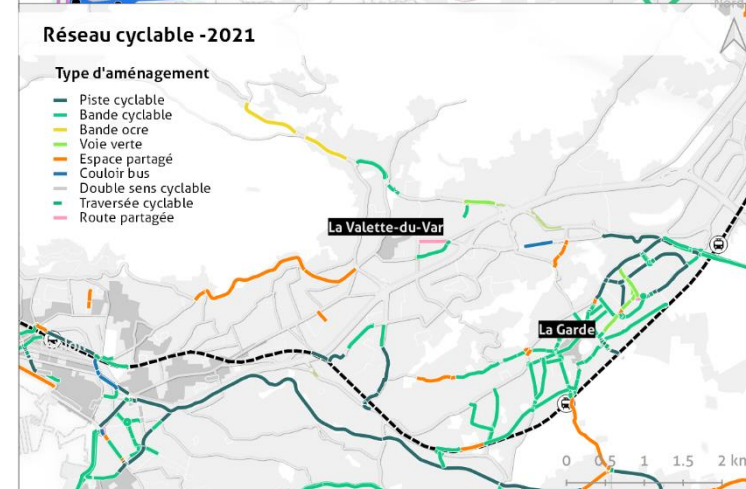 Réseau cyclable -2021
Type d'aménagement
Piste cyclable
Bande cyclable
Bande ocre
Voie verte
Espace partagé
Couloir bus
Double sens cyclable
Traversée cyclable
Route partagée
La Valette-du-Var
La Garde
0 0.5 1 1.5 2 km